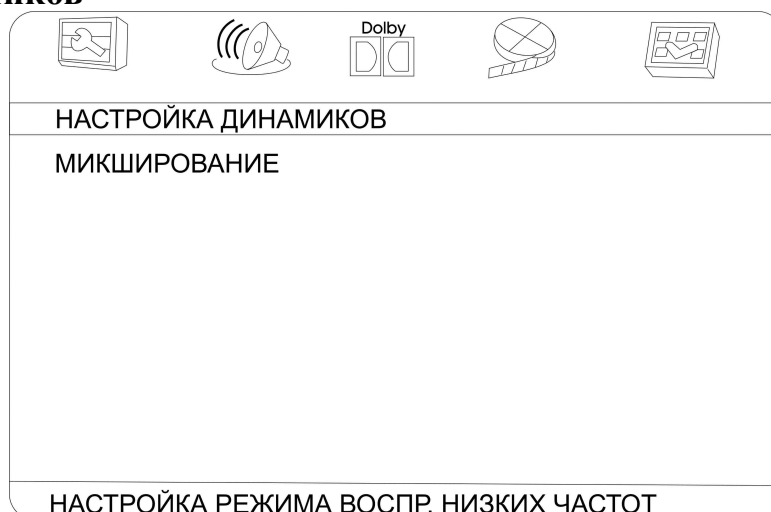 Dolby
НАСТРОЙКА ДИНАМИКОВ
МИКШИРОВАНИЕ
НАСТРОЙКА РЕЖИМА ВОСПР. НИЗКИХ ЧАСТОТ